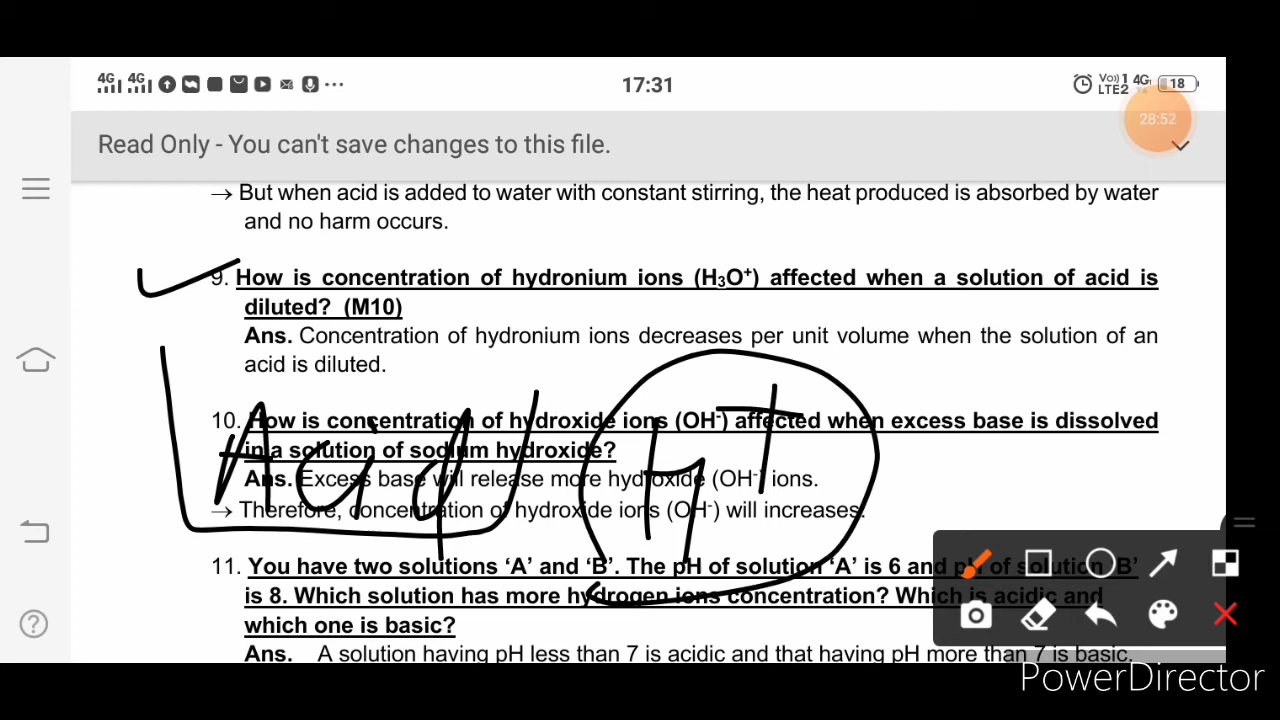 4G 4G 17:31 Vo)) 1 4G LTE2 18
28:52
Read Only - You can't save changes to this file.
→ But when acid is added to water with constant stirring, the heat produced is absorbed by water
and no harm occurs.
9. How is concentration of hydronium ions (H₃O⁺) affected when a solution of acid is
diluted? (M10)
Ans. Concentration of hydronium ions decreases per unit volume when the solution of an
acid is diluted.
10. How is concentration of hydroxide ions (OH⁻) affected when excess base is dissolved
in a solution of sodium hydroxide?
Ans. Excess base will release more hydroxide (OH⁻) ions.
→ Therefore, concentration of hydroxide ions (OH⁻) will increases.
Acid H⁺
11. You have two solutions ‘A’ and ‘B’. The pH of solution ‘A’ is 6 and pH of solution ‘B’
is 8. Which solution has more hydrogen ions concentration? Which is acidic and
which one is basic?
Ans. A solution having pH less than 7 is acidic and that having pH more than 7 is basic.
PowerDirector